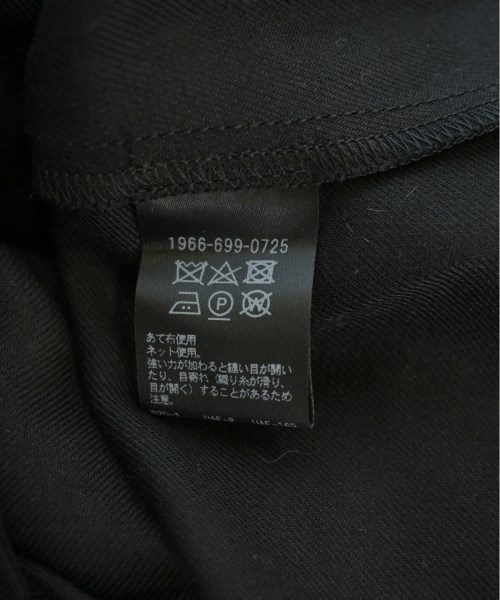 1966-699-0725
P
W
あて布使用
ネット使用。
強い力が加わると縫い目が開い
たり、目寄れ（織り糸が滑り、
目が開く）することがあるため
注意。